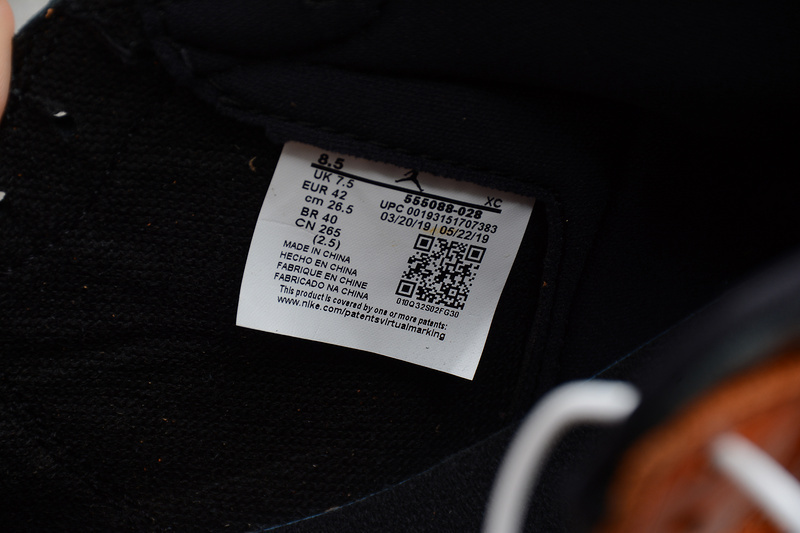 8.5
UK 7.5
EUR 42
cm 26.5
BR 40
CN 265
(2.5)
XC
555088-028
UPC 00193151707383
03/20/19 | 05/22/19
010Q32S02FG30
MADE IN CHINA
HECHO EN CHINA
FABRIQUE EN CHINE
FABRICADO NA CHINA
This product is covered by one or more patents:
www.nike.com/patentsvirtualmarking